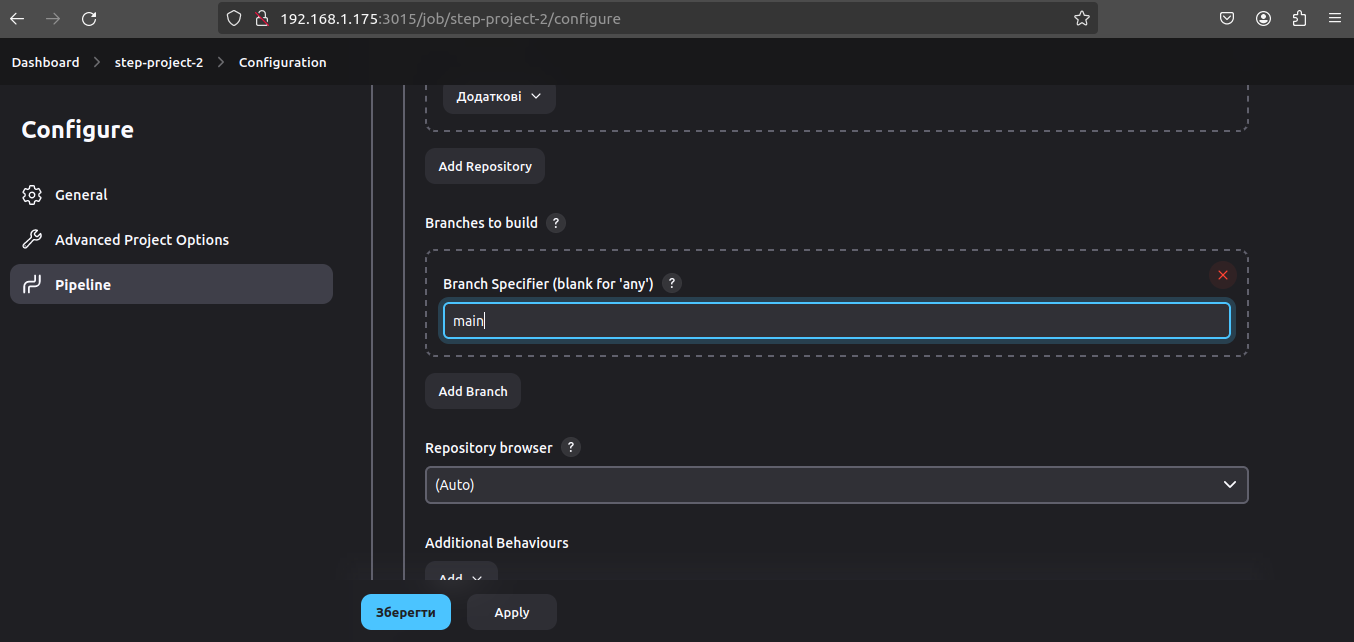 192.168.1.175:3015/job/step-project-2/configure
Dashboard > step-project-2 > Configuration
Configure
General
Advanced Project Options
Pipeline
Додаткові
Add Repository
Branches to build ?
Branch Specifier (blank for 'any') ?
main
Add Branch
Repository browser ?
(Auto)
Additional Behaviours
Add
Зберегти
Apply